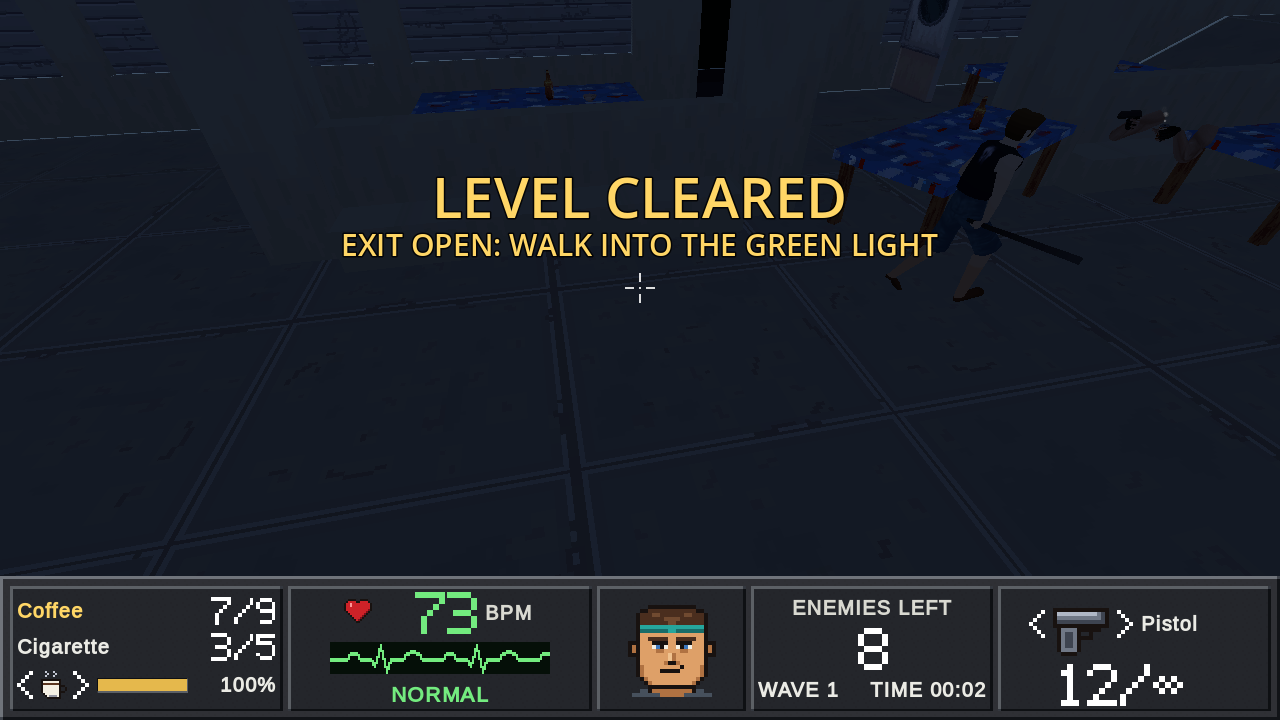 LEVEL CLEARED
EXIT OPEN: WALK INTO THE GREEN LIGHT
Coffee 7/9
Cigarette 3/5
100%
73 BPM
NORMAL
ENEMIES LEFT
8
WAVE 1 TIME 00:02
Pistol
12/∞